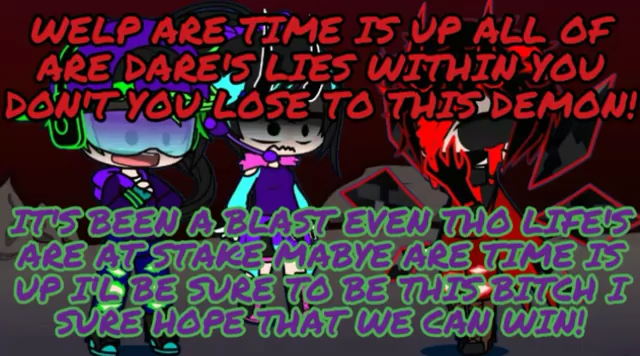 WELP ARE TIME IS UP ALL OF
ARE DARE'S LIES WITHIN YOU
DON'T YOU LOSE TO THIS DEMON!
IT'S BEEN A BLAST EVEN THO LIFE'S
ARE AT STAKE MABYE ARE TIME IS
UP I'L BE SURE TO BE THIS BITCH I
SURE HOPE THAT WE CAN WIN!